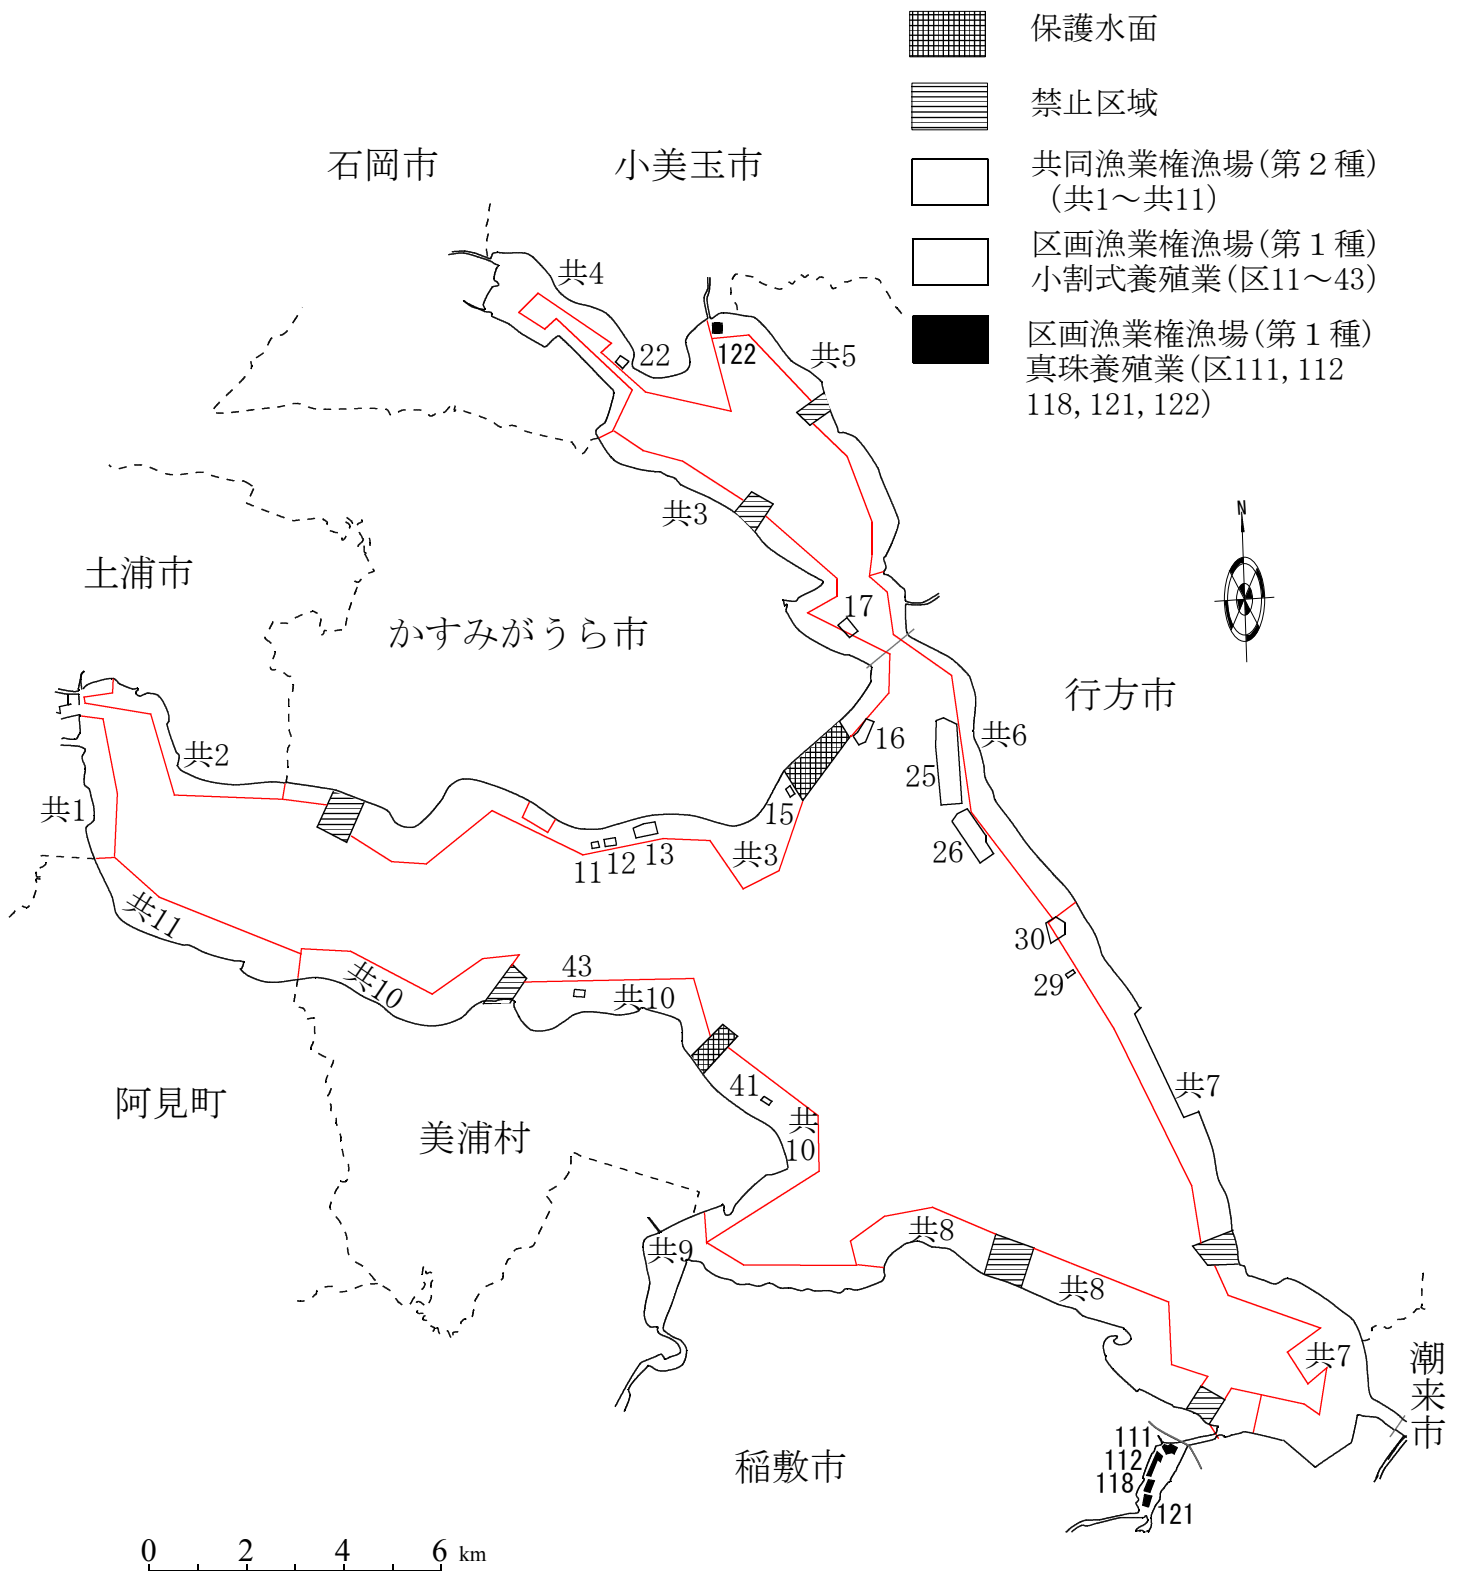 保護水面
禁止区域
共同漁業権漁場(第２種)
(共1～共11)
区画漁業権漁場(第１種)
小割式養殖業(区11～43)
区画漁業権漁場(第１種)
真珠養殖業(区111,112
118,121,122)
石岡市
小美玉市
共4
22
122
共5
共3
N
土浦市
かすみがうら市
17
行方市
共2
16
共6
25
15
共1
26
11
12
13
共3
共11
30
43
29
共10
共10
41
共7
阿見町
美浦村
共
10
共9
共8
共8
共7
潮来市
稲敷市
111
112
118
121
0 2 4 6 km